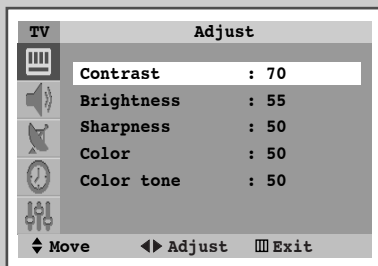 TV Adjust
Contrast : 70
Brightness : 55
Sharpness : 50
Color : 50
Color tone : 50
Move Adjust Exit